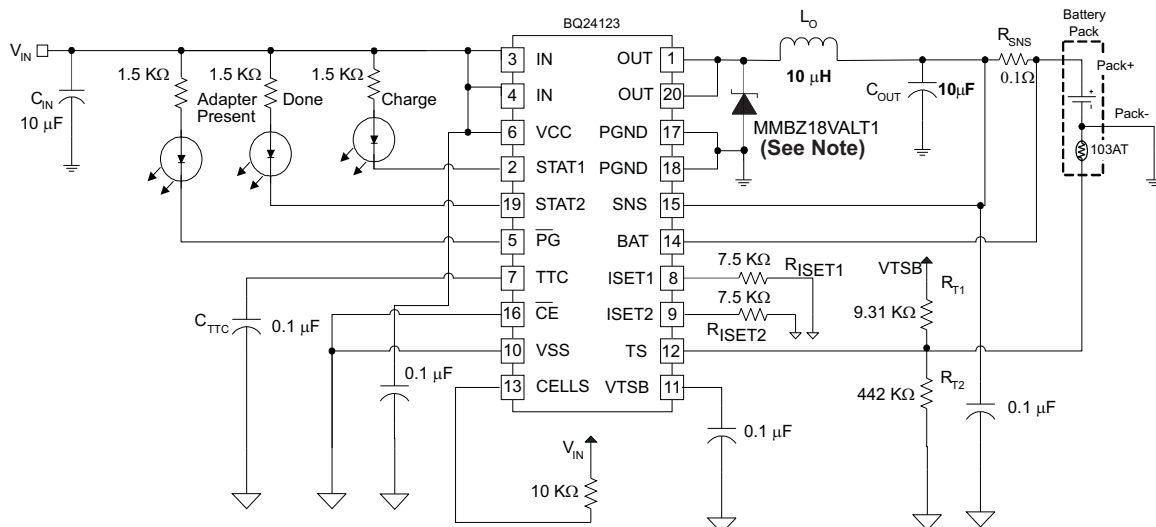 BQ24123
V_IN
C_IN
10 μF
1.5 KΩ
Adapter
Present
1.5 KΩ
Done
1.5 KΩ
Charge
3 IN
4 IN
6 VCC
2 STAT1
19 STAT2
5 P̅G̅
7 TTC
16 C̅E̅
10 VSS
13 CELLS
OUT 1
OUT 20
PGND 17
PGND 18
SNS 15
BAT 14
ISET1 8
ISET2 9
TS 12
VTSB 11
C_TTC
0.1 μF
0.1 μF
V_IN
10 KΩ
0.1 μF
L_O
10 μH
MMBZ18VALT1
(See Note)
C_OUT
10μF
R_SNS
0.1Ω
Battery
Pack
Pack+
+
Pack-
103AT
7.5 KΩ
R_ISET1
7.5 KΩ
R_ISET2
VTSB
R_T1
9.31 KΩ
R_T2
442 KΩ
0.1 μF